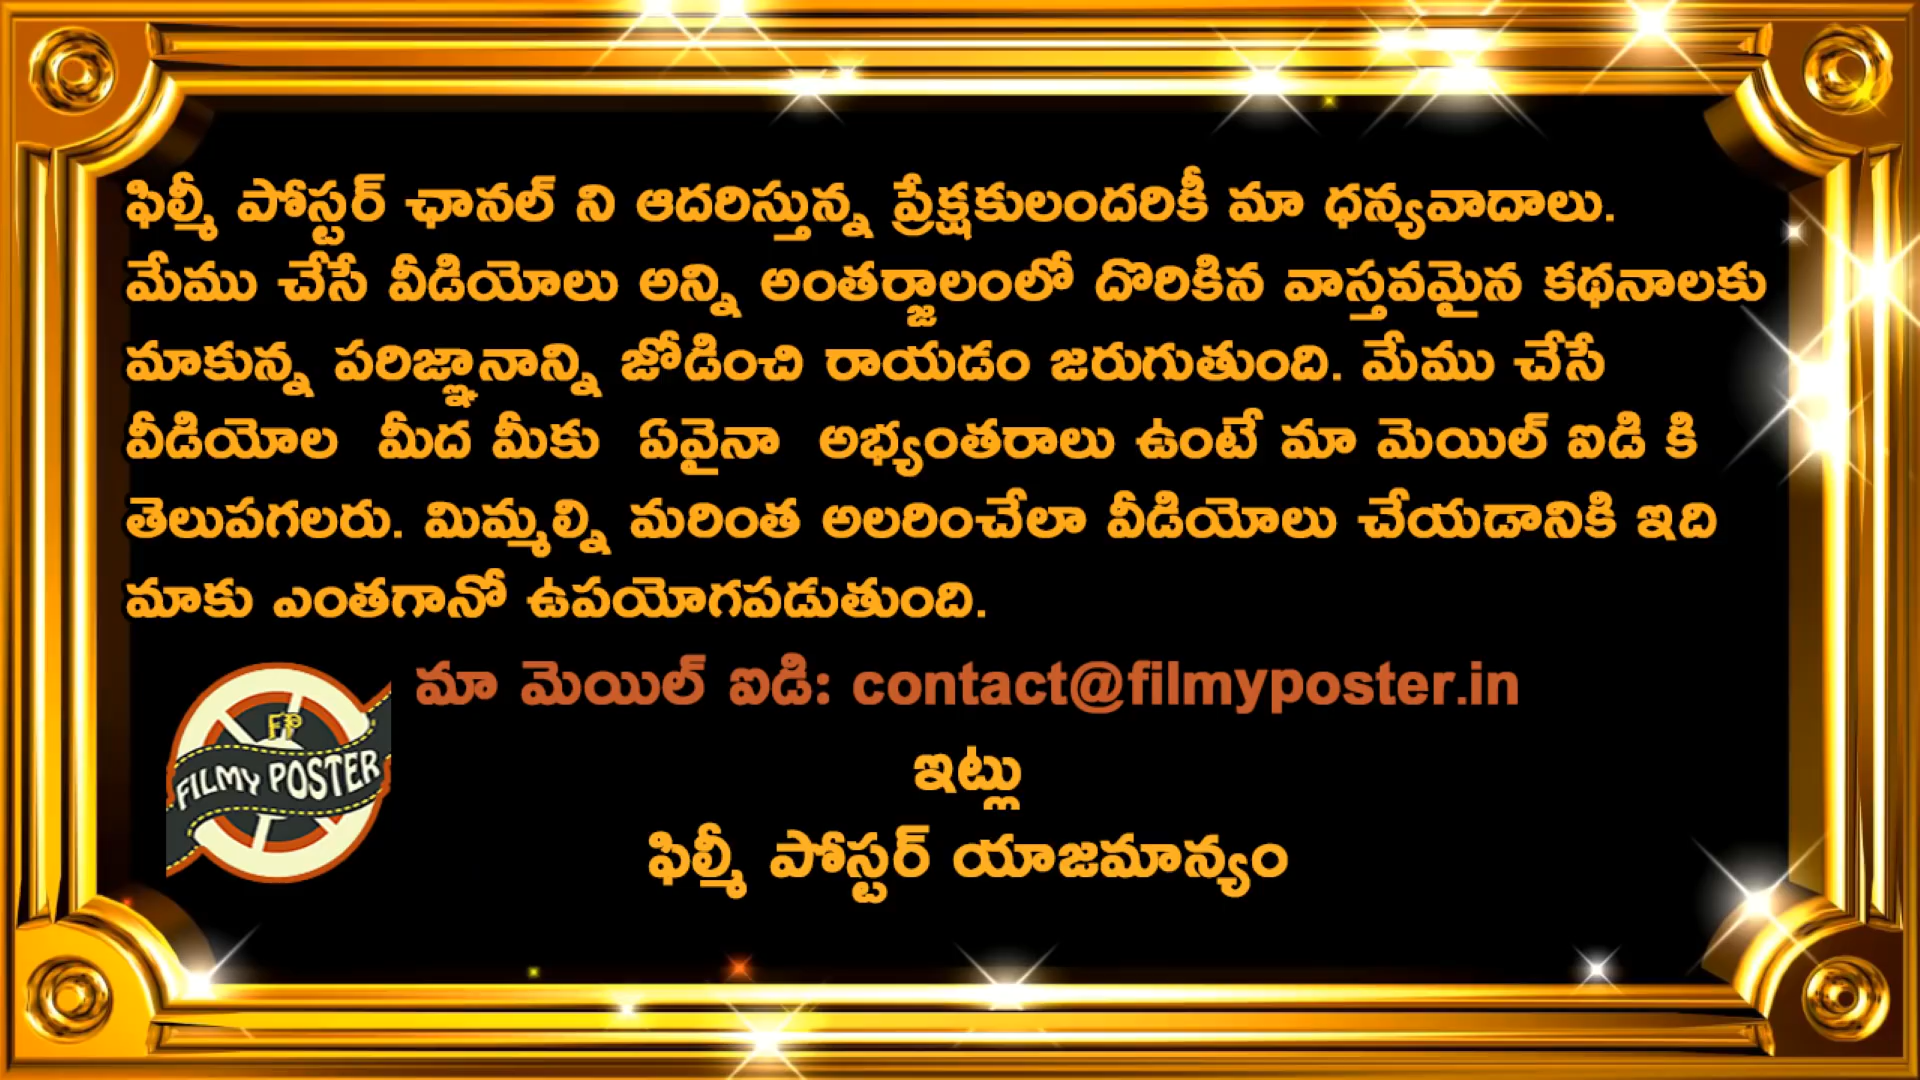 ఫిల్మీ పోస్టర్ ఛానల్ ని ఆదరిస్తున్న ప్రేక్షకులందరికీ మా ధన్యవాదాలు.
మేము చేసే వీడియోలు అన్ని అంతర్జాలంలో దొరికిన వాస్తవమైన కథనాలకు
మాకున్న పరిజ్ఞానాన్ని జోడించి రాయడం జరుగుతుంది. మేము చేసే
వీడియోల మీద మీకు ఏవైనా అభ్యంతరాలు ఉంటే మా మెయిల్ ఐడి కి
తెలుపగలరు. మిమ్మల్ని మరింత అలరించేలా వీడియోలు చేయడానికి ఇది
మాకు ఎంతగానో ఉపయోగపడుతుంది.
మా మెయిల్ ఐడి: contact@filmyposter.in
FP
FILMY POSTER
ఇట్లు
ఫిల్మీ పోస్టర్ యాజమాన్యం